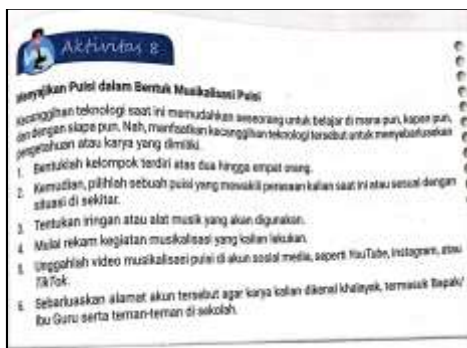 Aktivitas 8
Menyajikan Puisi dalam Bentuk Musikalisasi Puisi
Kecanggihan teknologi saat ini memudahkan seseorang untuk belajar di mana pun, kapan pun,
dan dengan siapa pun. Nah, manfaatkan kecanggihan teknologi tersebut untuk menyebarluaskan
pengetahuan atau karya yang dimiliki.
1. Bentuklah kelompok terdiri atas dua hingga empat orang.
2. Kemudian, pilihlah sebuah puisi yang mewakili perasaan kalian saat ini atau sesuai dengan
situasi di sekitar.
3. Tentukan iringan atau alat musik yang akan digunakan.
4. Mulai rekam kegiatan musikalisasi yang kalian lakukan.
5. Unggahlah video musikalisasi puisi di akun sosial media, seperti YouTube, Instagram, atau
TikTok.
6. Sebarluaskan alamat akun tersebut agar karya kalian dikenal khalayak, termasuk Bapak/
Ibu Guru serta teman-teman di sekolah.